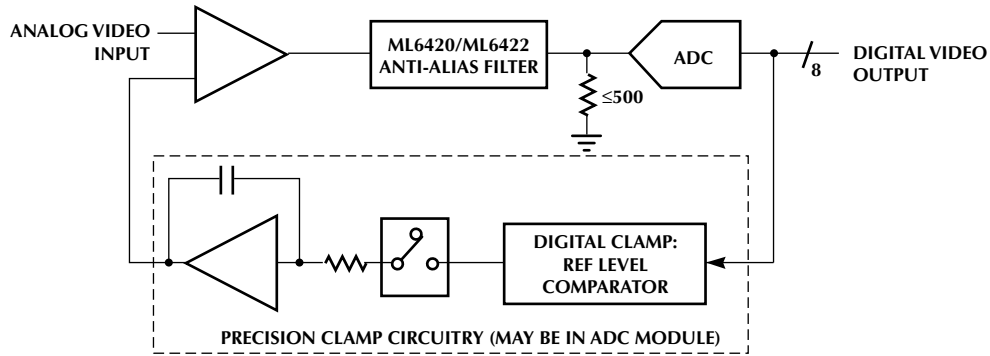 ANALOG VIDEO
INPUT
ML6420/ML6422
ANTI-ALIAS FILTER
≤500
ADC
8
DIGITAL VIDEO
OUTPUT
DIGITAL CLAMP:
REF LEVEL
COMPARATOR
PRECISION CLAMP CIRCUITRY (MAY BE IN ADC MODULE)